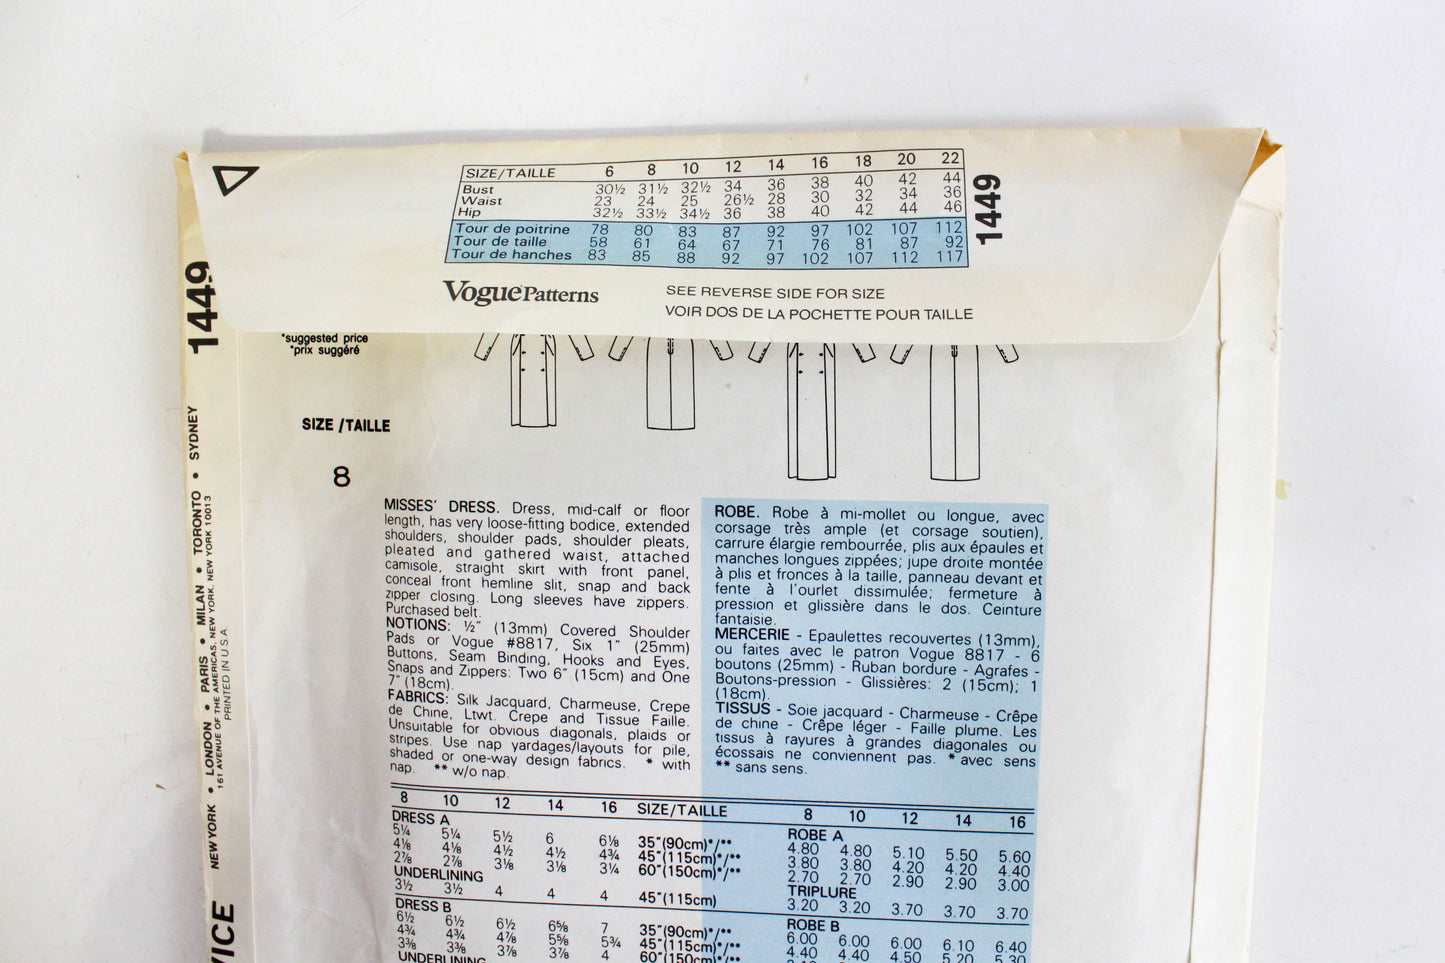 SIZE/TAILLE 6 8 10 12 14 16 18 20 22
Bust 30½ 31½ 32½ 34 36 38 40 42 44
Waist 23 24 25 26½ 28 30 32 34 36
Hip 32½ 33½ 34½ 36 38 40 42 44 46
Tour de poitrine 78 80 83 87 92 97 102 107 112
Tour de taille 58 61 64 67 71 76 81 87 92
Tour de hanches 83 85 88 92 97 102 107 112 117
1449
Vogue Patterns
SEE REVERSE SIDE FOR SIZE
VOIR DOS DE LA POCHETTE POUR TAILLE
1449
*suggested price
*prix suggéré
SIZE /TAILLE
8
NEW YORK • LONDON • PARIS • MILAN • TORONTO • SYDNEY
161 AVENUE OF THE AMERICAS, NEW YORK, NEW YORK 10013
PRINTED IN U.S.A
VICE
MISSES' DRESS. Dress, mid-calf or floor
length, has very loose-fitting bodice, extended
shoulders, shoulder pads, shoulder pleats,
pleated and gathered waist, attached
camisole, straight skirt with front panel,
conceal front hemline slit, snap and back
zipper closing. Long sleeves have zippers.
Purchased belt.
NOTIONS: ½" (13mm) Covered Shoulder
Pads or Vogue #8817, Six 1" (25mm)
Buttons, Seam Binding, Hooks and Eyes,
Snaps and Zippers: Two 6" (15cm) and One
7" (18cm).
FABRICS: Silk Jacquard, Charmeuse, Crepe
de Chine, Ltwt. Crepe and Tissue Faille.
Unsuitable for obvious diagonals, plaids or
stripes. Use nap yardages/layouts for pile,
shaded or one-way design fabrics. * with
nap. ** w/o nap.
ROBE. Robe à mi-mollet ou longue, avec
corsage très ample (et corsage soutien),
carrure élargie rembourrée, plis aux épaules et
manches longues zippées; jupe droite montée
à plis et fronces à la taille, panneau devant et
fente à l'ourlet dissimulée; fermeture à
pression et glissière dans le dos. Ceinture
fantaisie.
MERCERIE - Epaulettes recouvertes (13mm),
ou faites avec le patron Vogue 8817 - 6
boutons (25mm) - Ruban bordure - Agrafes -
Boutons-pression - Glissières: 2 (15cm); 1
(18cm).
TISSUS - Soie jacquard - Charmeuse - Crêpe
de chine - Crêpe léger - Faille plume. Les
tissus à rayures à grandes diagonales ou
écossais ne conviennent pas. * avec sens
** sans sens.
8 10 12 14 16 SIZE/TAILLE 8 10 12 14 16
DRESS A ROBE A
5¼ 5¼ 5½ 6 6⅛ 35"(90cm)*/** 4.80 4.80 5.10 5.50 5.60
4⅛ 4⅛ 4½ 4½ 4¾ 45"(115cm)*/** 3.80 3.80 4.20 4.20 4.40
2⅞ 2⅞ 3⅛ 3⅛ 3¼ 60"(150cm)*/** 2.70 2.70 2.90 2.90 3.00
UNDERLINING TRIPLURE
3½ 3½ 4 4 4 45"(115cm) 3.20 3.20 3.70 3.70 3.70
DRESS B ROBE B
6½ 6½ 6½ 6⅝ 7 35"(90cm)*/** 6.00 6.00 6.00 6.10 6.40
4¾ 4¾ 4⅞ 5⅝ 5¾ 45"(115cm)*/** 4.40 4.40 4.50 5.20 5.30
3⅜ 3⅜ 3⅞ 3⅞ 4 60"(150cm)*/**
UNDERLINING